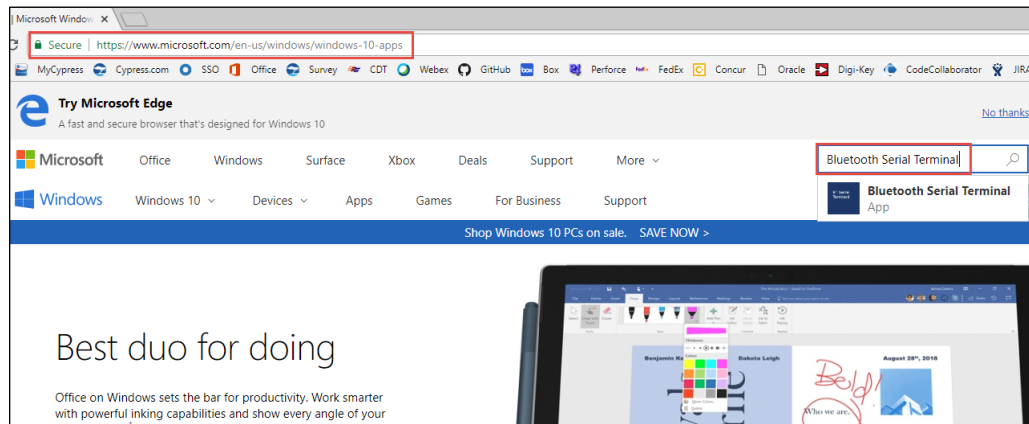 | Microsoft Window
Secure | https://www.microsoft.com/en-us/windows/windows-10-apps
MyCypress Cypress.com SSO Office Survey CDT Webex GitHub Box Perforce FedEx Concur Oracle Digi-Key CodeCollaborator JIRA
Try Microsoft Edge
A fast and secure browser that's designed for Windows 10
No thanks
Microsoft Office Windows Surface Xbox Deals Support More
Bluetooth Serial Terminal
Windows Windows 10 Devices Apps Games For Business Support
Bluetooth Serial Terminal
App
Shop Windows 10 PCs on sale. SAVE NOW >
Best duo for doing
Office on Windows sets the bar for productivity. Work smarter
with powerful inking capabilities and show every angle of your
Benjamin
Dakota Leigh
August 28th, 2018
Bold!
Who we are.